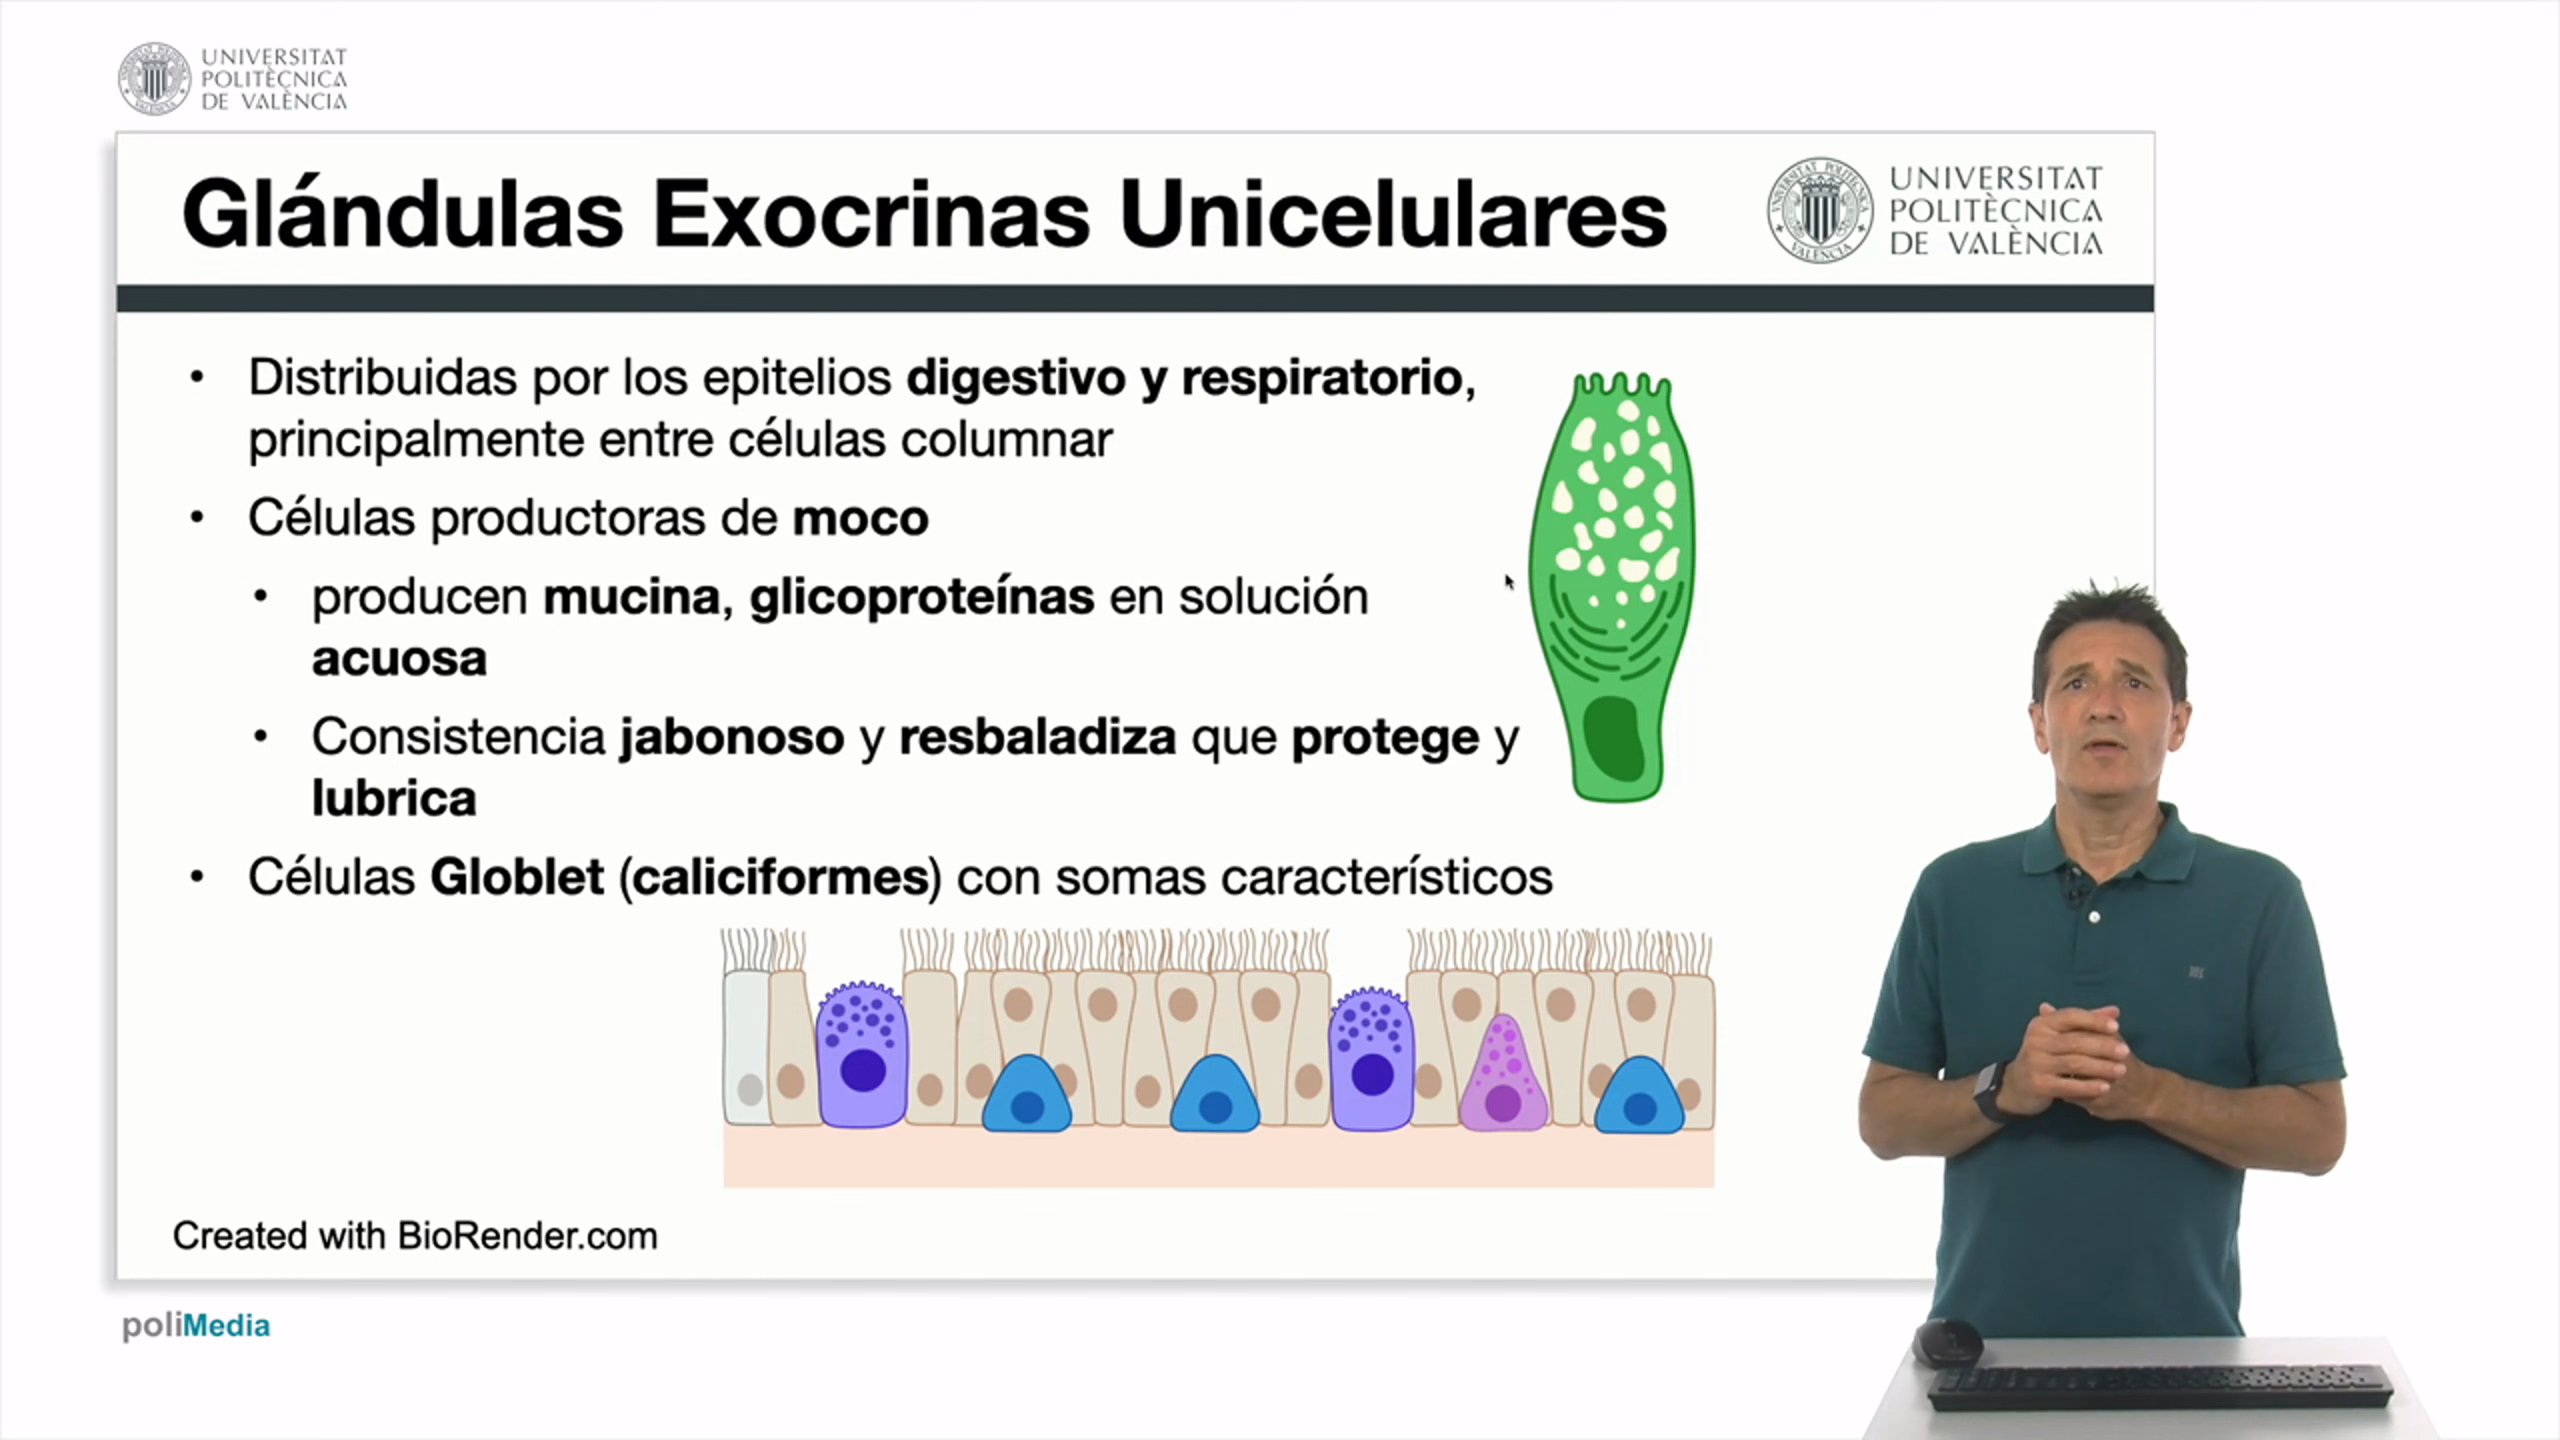 UNIVERSITAT
POLITÈCNICA
DE VALÈNCIA
Glándulas Exocrinas Unicelulares
UNIVERSITAT
POLITÈCNICA
DE VALÈNCIA
• Distribuidas por los epitelios digestivo y respiratorio,
principalmente entre células columnar
• Células productoras de moco
• producen mucina, glicoproteínas en solución
acuosa
• Consistencia jabonoso y resbaladiza que protege y
lubrica
• Células Globlet (caliciformes) con somas característicos
Created with BioRender.com
poliMedia